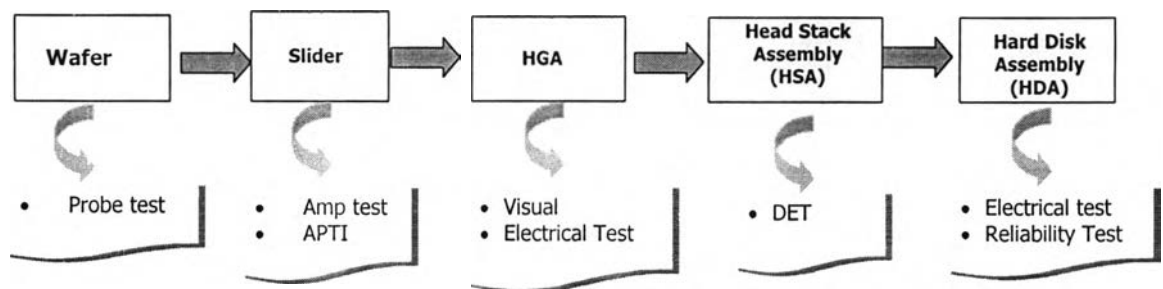 Wafer
Slider
HGA
Head Stack
Assembly
(HSA)
Hard Disk
Assembly
(HDA)
• Probe test
• Amp test
• APTI
• Visual
• Electrical Test
• DET
• Electrical test
• Reliability Test